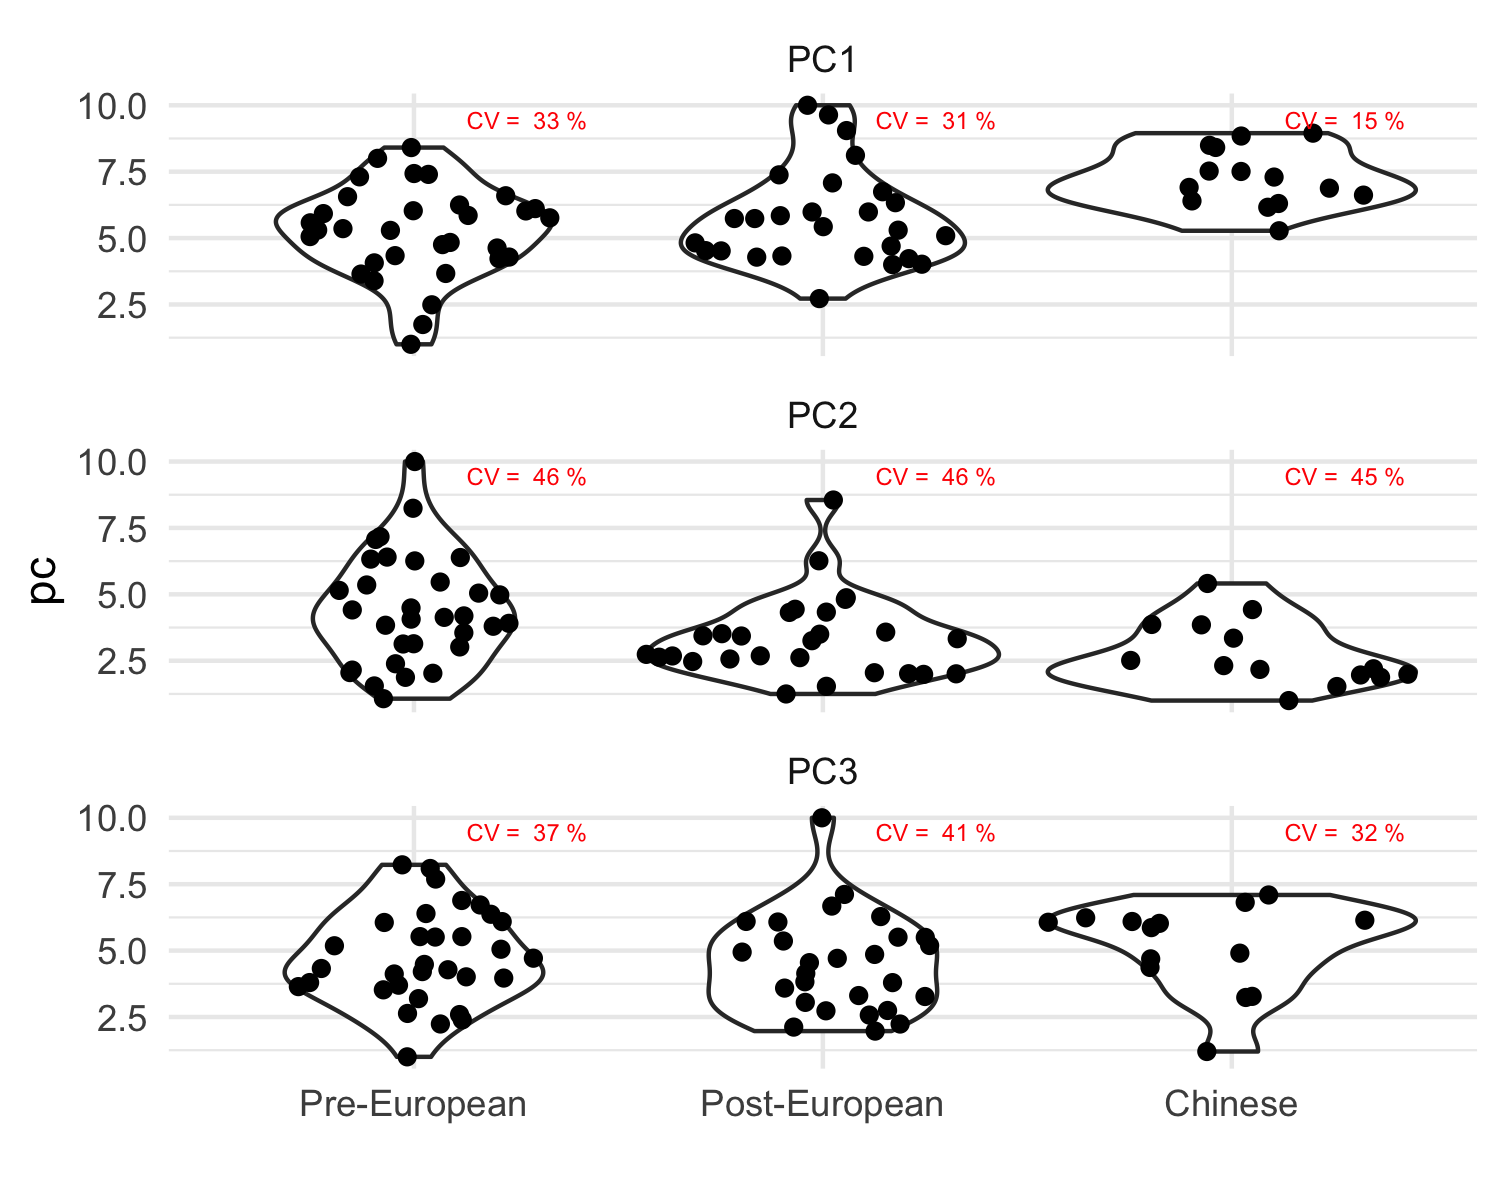 PC1
10.0
CV = 33 %
CV = 31 %
CV = 15 %
7.5
5.0
2.5
PC2
10.0
CV = 46 %
CV = 46 %
CV = 45 %
7.5
5.0
2.5
pc
PC3
10.0
CV = 37 %
CV = 41 %
CV = 32 %
7.5
5.0
2.5
Pre-European
Post-European
Chinese